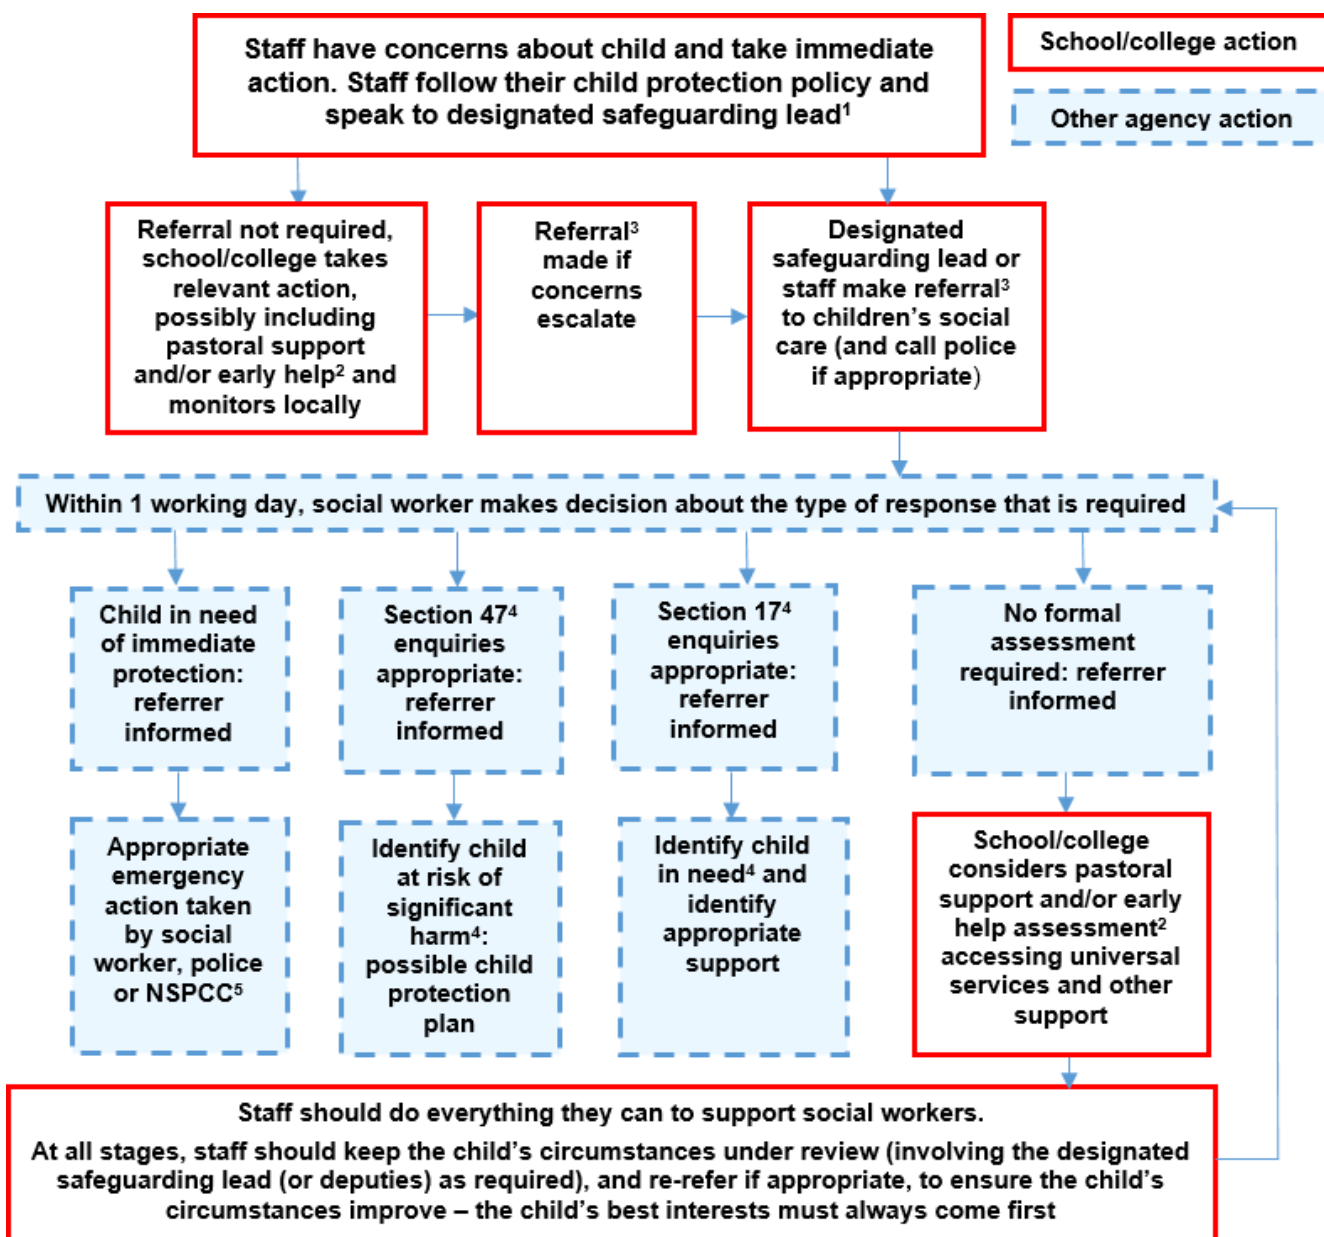 Staff have concerns about child and take immediate
action. Staff follow their child protection policy and
speak to designated safeguarding lead¹
School/college action
Other agency action
Referral not required,
school/college takes
relevant action,
possibly including
pastoral support
and/or early help² and
monitors locally
Referral³
made if
concerns
escalate
Designated
safeguarding lead or
staff make referral³
to children’s social
care (and call police
if appropriate)
Within 1 working day, social worker makes decision about the type of response that is required
Child in need
of immediate
protection:
referrer
informed
Section 47⁴
enquiries
appropriate:
referrer
informed
Section 17⁴
enquiries
appropriate:
referrer
informed
No formal
assessment
required: referrer
informed
Appropriate
emergency
action taken
by social
worker, police
or NSPCC⁵
Identify child
at risk of
significant
harm⁴:
possible child
protection
plan
Identify child
in need⁴ and
identify
appropriate
support
School/college
considers pastoral
support and/or early
help assessment²
accessing universal
services and other
support
Staff should do everything they can to support social workers.
At all stages, staff should keep the child’s circumstances under review (involving the designated
safeguarding lead (or deputies) as required), and re-refer if appropriate, to ensure the child’s
circumstances improve – the child’s best interests must always come first